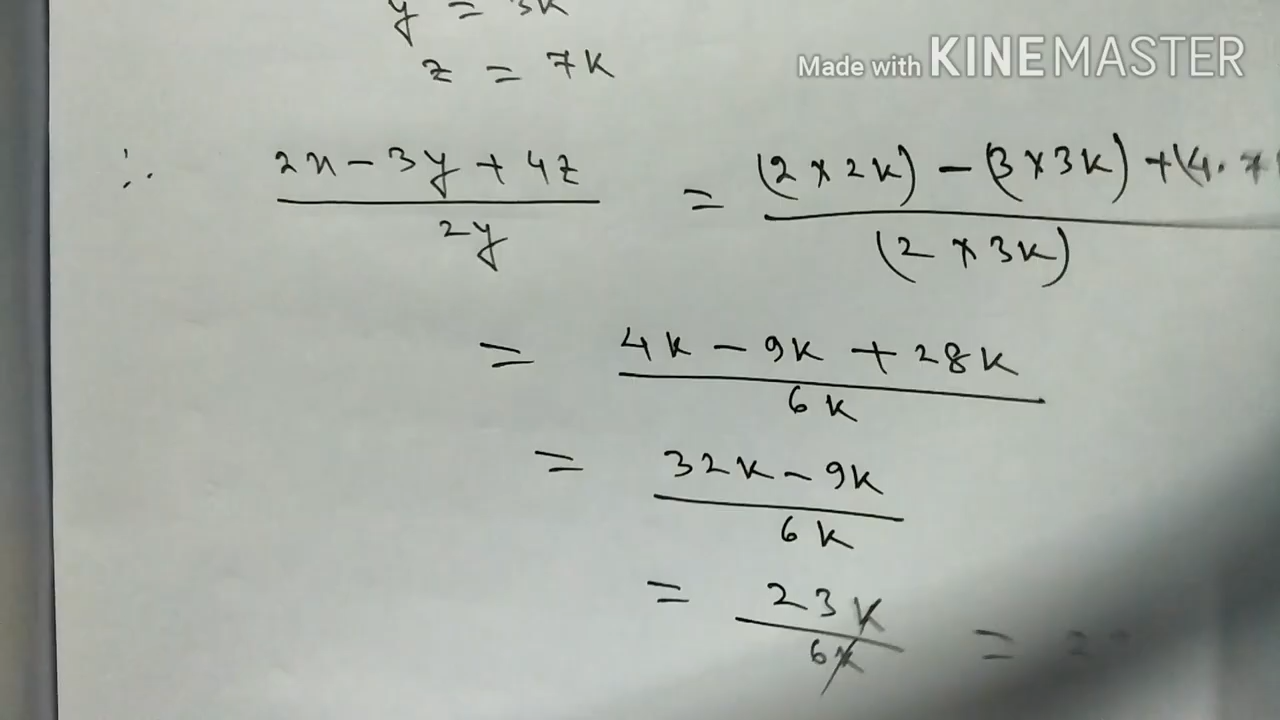 y = 3k
z = 7k
Made with KINEMASTER
∴ (2x - 3y + 4z) / 2y = ((2 × 2k) - (3 × 3k) + (4. 7 / (2 × 3k)
= (4k - 9k + 28k) / 6k
= (32k - 9k) / 6k
= 23k / 6k =